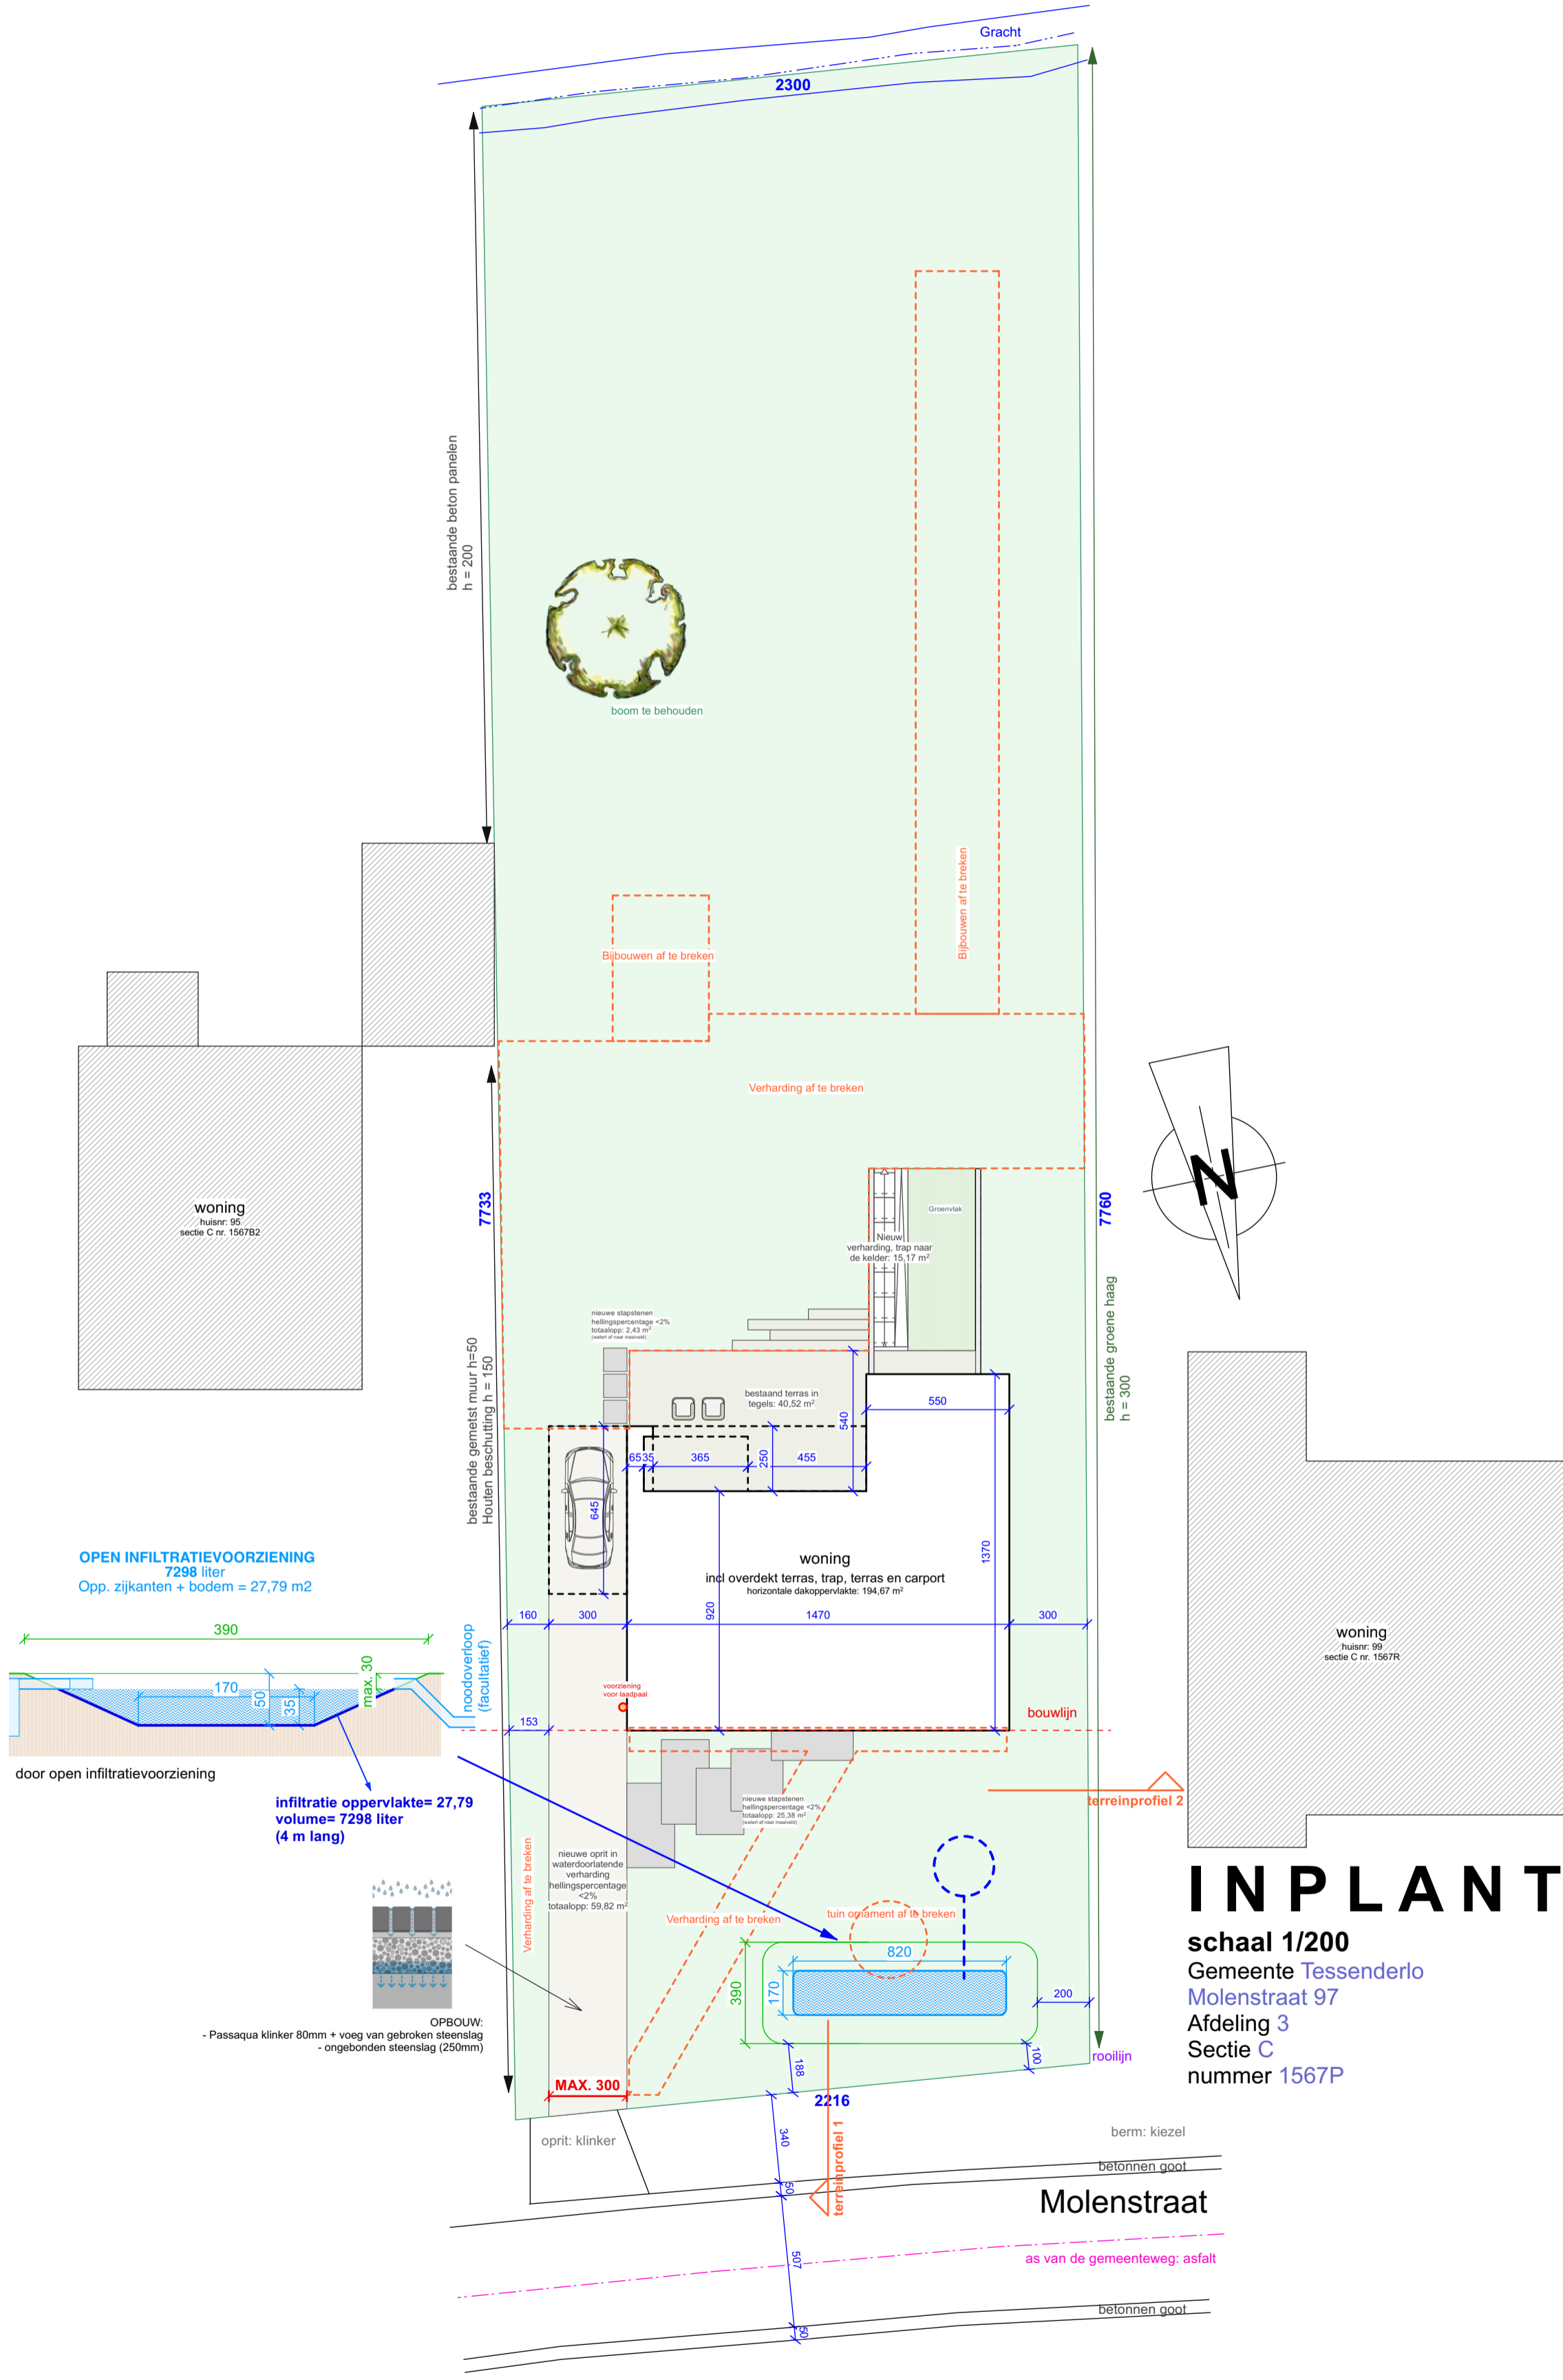 Gracht
2300
bestaande beton panelen
h = 200
boom te behouden
Bijbouwen af te breken
Bijbouwen af te breken
Verharding af te breken
woning
huisnr: 95
sectie C nr. 1567B2
7733
7760
N
Groenvlak
Nieuw
verharding, trap naar
de kelder: 15,17 m²
bestaande groene haag
h = 300
bestaande gemetst muur h=50
Houten beschutting h = 150
nieuwe stapstenen
hellingspercentage <2%
totaalopp: 2,43 m²
(watert af naar maaiveld)
bestaand terras in
tegels: 40,52 m²
540
550
65
35
365
250
455
645
1370
920
woning
incl overdekt terras, trap, terras en carport
horizontale dakoppervlakte: 194,67 m²
160
300
1470
300
woning
huisnr: 99
sectie C nr. 1567R
OPEN INFILTRATIEVOORZIENING
7298 liter
Opp. zijkanten + bodem = 27,79 m2
390
170
50
35
max. 30
noodoverloop
(facultatief)
door open infiltratievoorziening
infiltratie oppervlakte= 27,79
volume= 7298 liter
(4 m lang)
voorziening
voor laadpaal
153
bouwlijn
terreinprofiel 2
nieuwe stapstenen
hellingspercentage <2%
totaalopp: 25,38 m²
(watert af naar maaiveld)
Verharding af te breken
nieuwe oprit in
waterdoorlatende
verharding
hellingspercentage
<2%
totaalopp: 59,82 m²
Verharding af te breken
tuin ornament af te breken
820
390
170
200
188
100
rooilijn
OPBOUW:
- Passaqua klinker 80mm + voeg van gebroken steenslag
- ongebonden steenslag (250mm)
MAX. 300
2216
terreinprofiel 1
INPLANT
schaal 1/200
Gemeente Tessenderlo
Molenstraat 97
Afdeling 3
Sectie C
nummer 1567P
oprit: klinker
340
50
berm: kiezel
betonnen goot
Molenstraat
507
as van de gemeenteweg: asfalt
betonnen goot
50